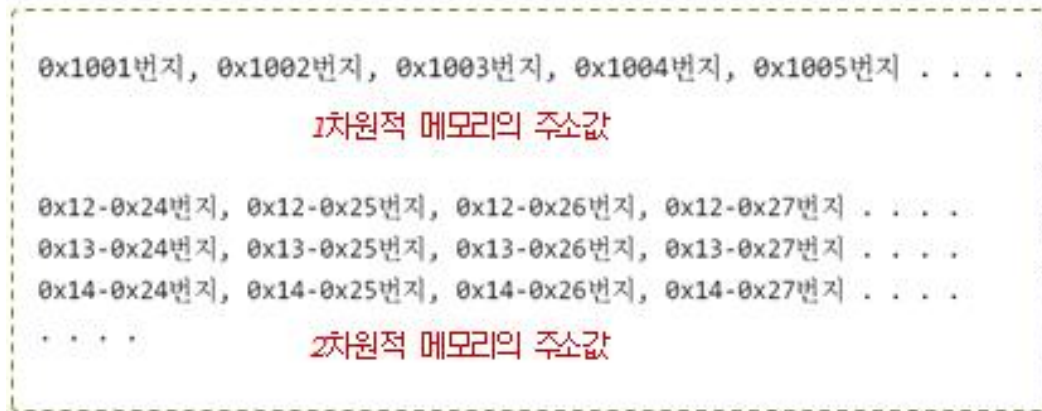 0x1001번지, 0x1002번지, 0x1003번지, 0x1004번지, 0x1005번지 . . . .
1차원적 메모리의 주소값
0x12-0x24번지, 0x12-0x25번지, 0x12-0x26번지, 0x12-0x27번지 . . . .
0x13-0x24번지, 0x13-0x25번지, 0x13-0x26번지, 0x13-0x27번지 . . . .
0x14-0x24번지, 0x14-0x25번지, 0x14-0x26번지, 0x14-0x27번지 . . . .
. . . .
2차원적 메모리의 주소값